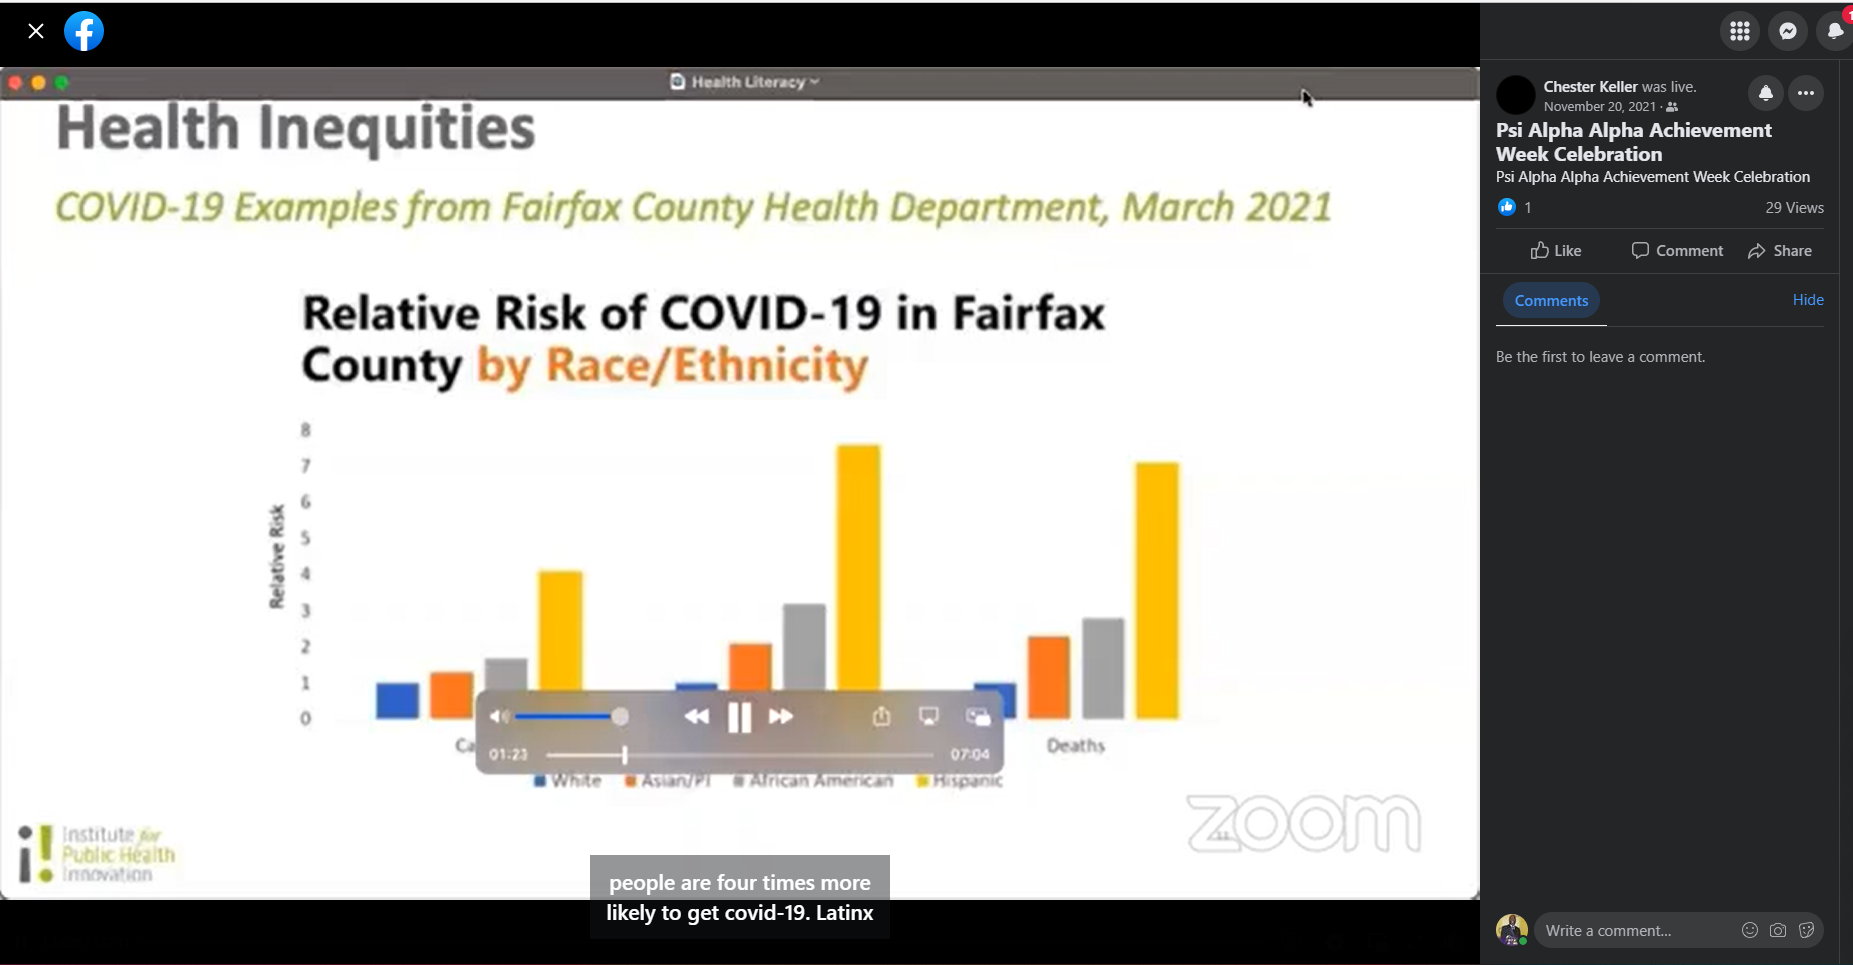 Health Literacy
Health Inequities
COVID-19 Examples from Fairfax County Health Department, March 2021
Relative Risk of COVID-19 in Fairfax
County by Race/Ethnicity
8
7
6
5
4
3
2
1
0
Relative Risk
Ca
Deaths
01:23
07:04
White
Asian/PI
African American
Hispanic
Institute for
Public Health
Innovation
zoom
people are four times more
likely to get covid-19. Latinx
1
Chester Keller was live.
November 20, 2021 ·
Psi Alpha Alpha Achievement
Week Celebration
Psi Alpha Alpha Achievement Week Celebration
1
29 Views
Like
Comment
Share
Comments
Hide
Be the first to leave a comment.
Write a comment...